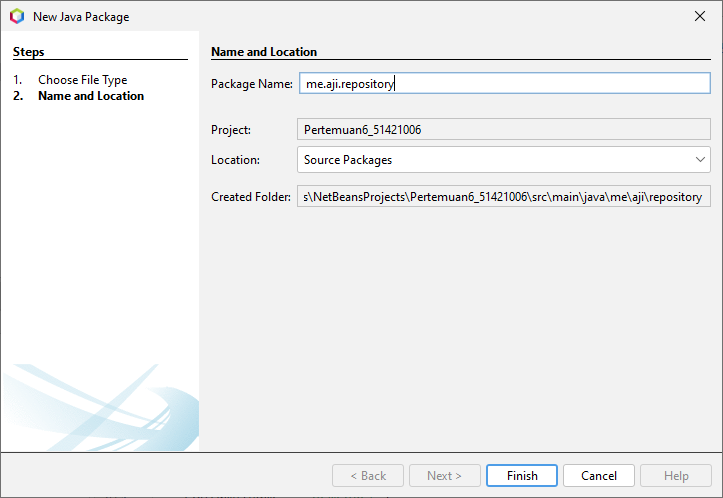 New Java Package
Steps
1. Choose File Type
2. Name and Location
Name and Location
Package Name: me.aji.repository
Project: Pertemuan6_51421006
Location: Source Packages
Created Folder: s\NetBeansProjects\Pertemuan6_51421006\src\main\java\me\aji\repository
< Back Next > Finish Cancel Help